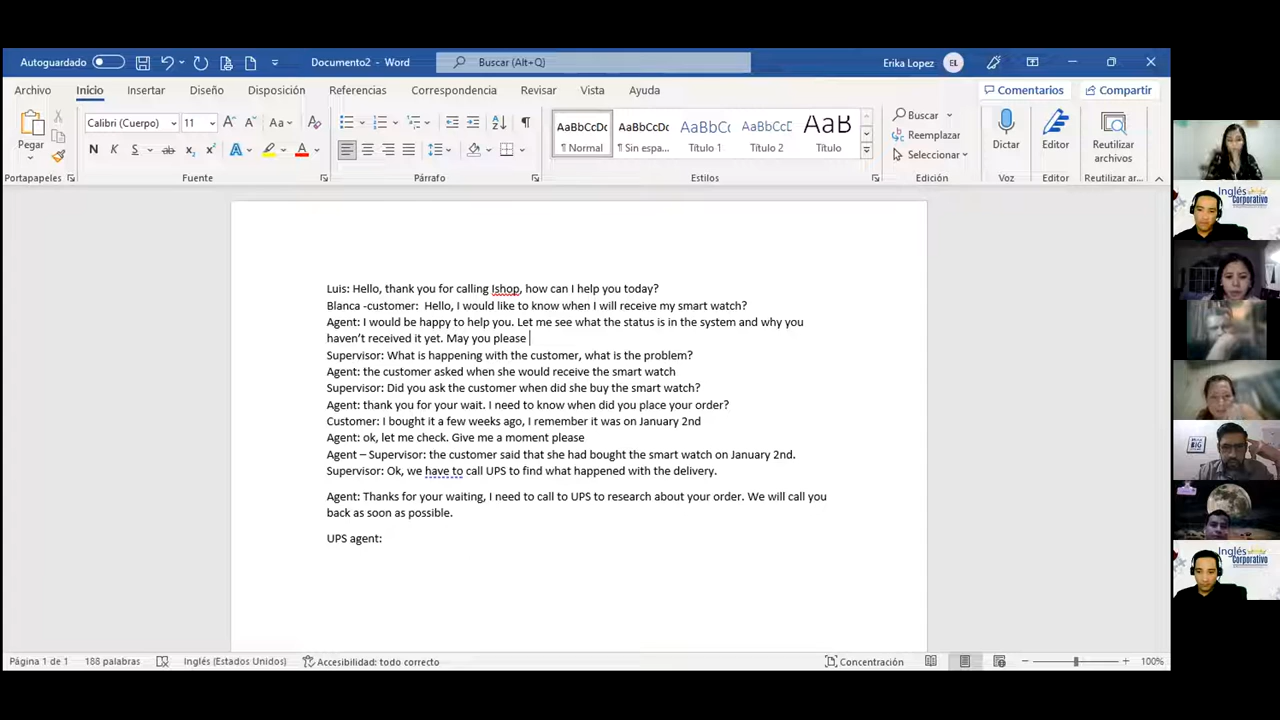 Autoguardado
Documento2 - Word
Buscar (Alt+Q)
Erika Lopez
EL
Archivo
Inicio
Insertar
Diseño
Disposición
Referencias
Correspondencia
Revisar
Vista
Ayuda
Comentarios
Compartir
Pegar
Calibri (Cuerpo)
11
Aa
N K S ab x₂ x²
A
AaBbCcDc
AaBbCcDc
AaBbCc
AaBbCcD
AaB
¶ Normal
¶ Sin espa...
Título 1
Título 2
Título
Buscar
Reemplazar
Seleccionar
Dictar
Editor
Reutilizar
archivos
Portapapeles
Fuente
Párrafo
Estilos
Edición
Voz
Editor
Reutilizar ar...
Luis: Hello, thank you for calling Ishop, how can I help you today?
Blanca -customer: Hello, I would like to know when I will receive my smart watch?
Agent: I would be happy to help you. Let me see what the status is in the system and why you
haven't received it yet. May you please
Supervisor: What is happening with the customer, what is the problem?
Agent: the customer asked when she would receive the smart watch
Supervisor: Did you ask the customer when did she buy the smart watch?
Agent: thank you for your wait. I need to know when did you place your order?
Customer: I bought it a few weeks ago, I remember it was on January 2nd
Agent: ok, let me check. Give me a moment please
Agent – Supervisor: the customer said that she had bought the smart watch on January 2nd.
Supervisor: Ok, we have to call UPS to find what happened with the delivery.
Agent: Thanks for your waiting, I need to call to UPS to research about your order. We will call you
back as soon as possible.
UPS agent:
Página 1 de 1
188 palabras
Inglés (Estados Unidos)
Accesibilidad: todo correcto
Concentración
100%
Inglés
Corporativo
BIG
Inglés
Corporativo